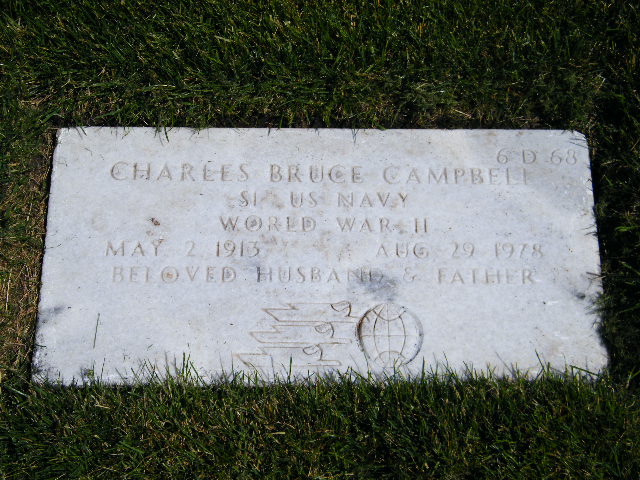 6 D 68
CHARLES BRUCE CAMPBELL
S1 US NAVY
WORLD WAR II
MAY 2 1913 AUG 29 1978
BELOVED HUSBAND & FATHER